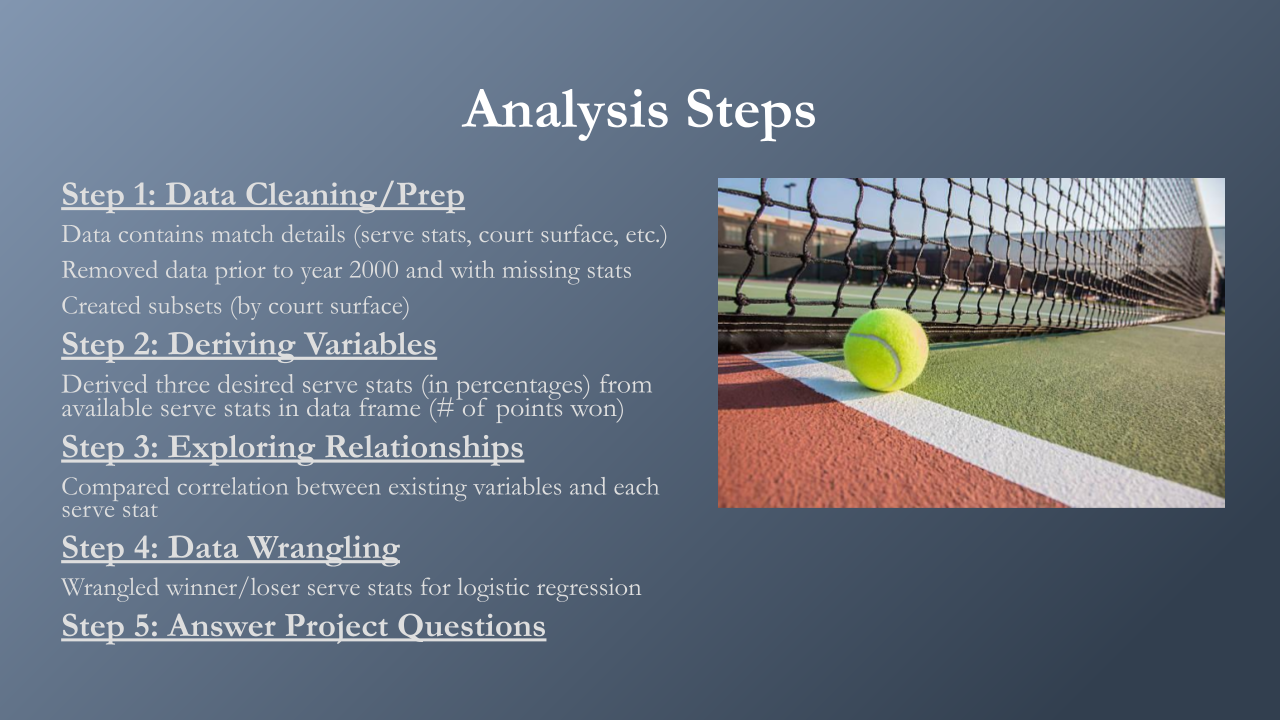 Analysis Steps
Step 1: Data Cleaning/Prep
Data contains match details (serve stats, court surface, etc.)
Removed data prior to year 2000 and with missing stats
Created subsets (by court surface)
Step 2: Deriving Variables
Derived three desired serve stats (in percentages) from
available serve stats in data frame (# of points won)
Step 3: Exploring Relationships
Compared correlation between existing variables and each
serve stat
Step 4: Data Wrangling
Wrangled winner/loser serve stats for logistic regression
Step 5: Answer Project Questions